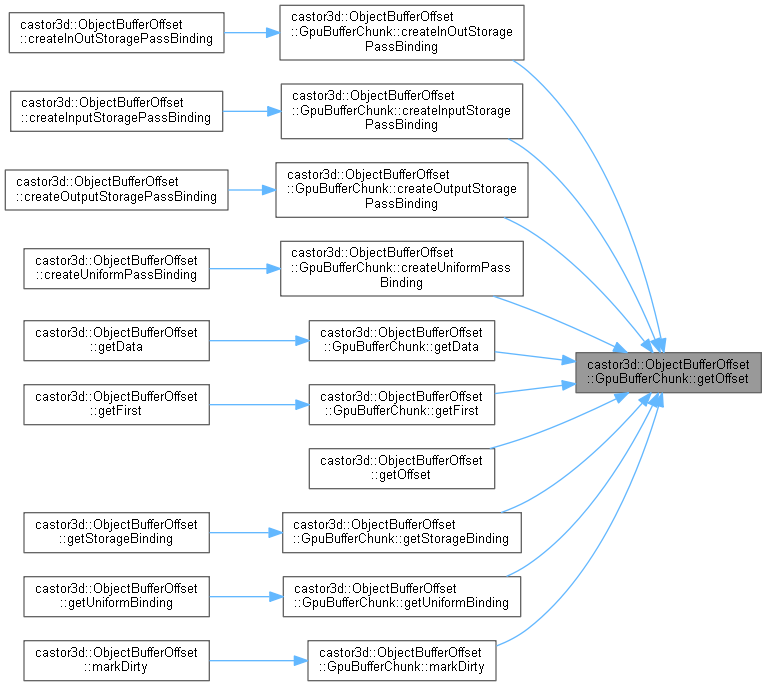 castor3d::ObjectBufferOffset
::createInOutStoragePassBinding
castor3d::ObjectBufferOffset
::GpuBufferChunk::createInOutStorage
PassBinding
castor3d::ObjectBufferOffset
::createInputStoragePassBinding
castor3d::ObjectBufferOffset
::GpuBufferChunk::createInputStorage
PassBinding
castor3d::ObjectBufferOffset
::createOutputStoragePassBinding
castor3d::ObjectBufferOffset
::GpuBufferChunk::createOutputStorage
PassBinding
castor3d::ObjectBufferOffset
::createUniformPassBinding
castor3d::ObjectBufferOffset
::GpuBufferChunk::createUniformPass
Binding
castor3d::ObjectBufferOffset
::getData
castor3d::ObjectBufferOffset
::GpuBufferChunk::getData
castor3d::ObjectBufferOffset
::GpuBufferChunk::getOffset
castor3d::ObjectBufferOffset
::getFirst
castor3d::ObjectBufferOffset
::GpuBufferChunk::getFirst
castor3d::ObjectBufferOffset
::getOffset
castor3d::ObjectBufferOffset
::getStorageBinding
castor3d::ObjectBufferOffset
::GpuBufferChunk::getStorageBinding
castor3d::ObjectBufferOffset
::getUniformBinding
castor3d::ObjectBufferOffset
::GpuBufferChunk::getUniformBinding
castor3d::ObjectBufferOffset
::markDirty
castor3d::ObjectBufferOffset
::GpuBufferChunk::markDirty